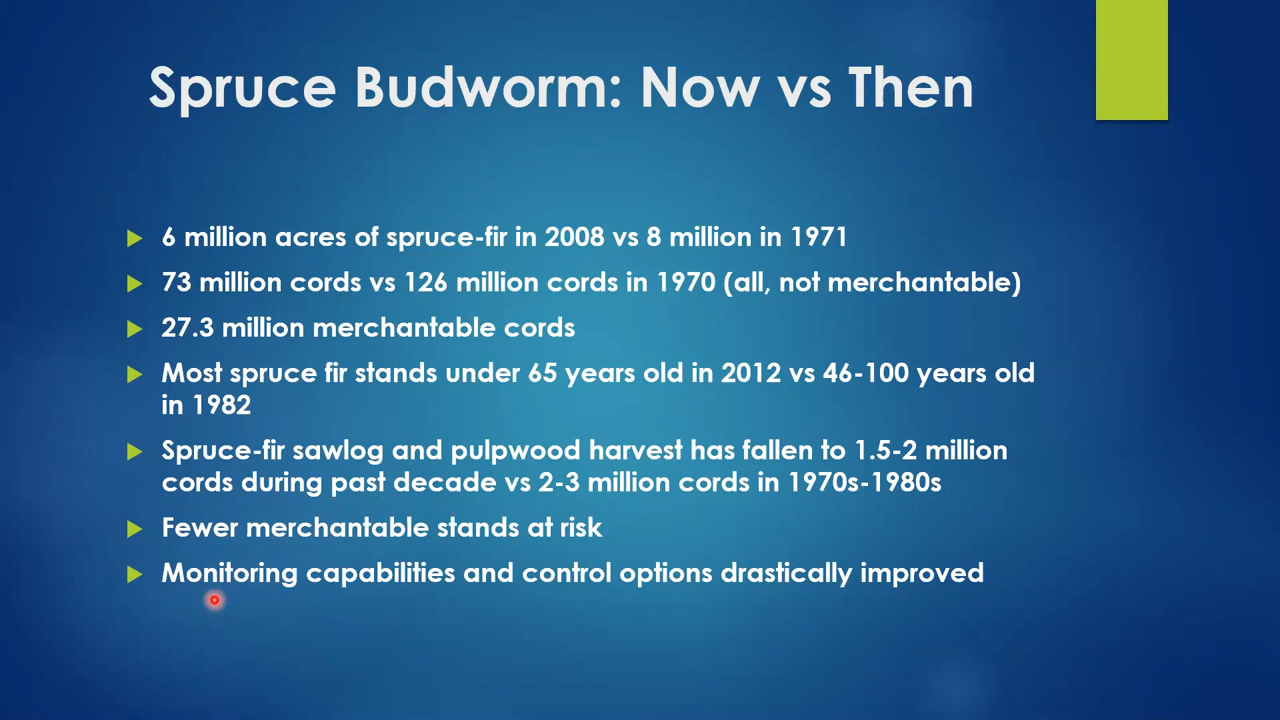 Spruce Budworm: Now vs Then
6 million acres of spruce-fir in 2008 vs 8 million in 1971
73 million cords vs 126 million cords in 1970 (all, not merchantable)
27.3 million merchantable cords
Most spruce fir stands under 65 years old in 2012 vs 46-100 years old
in 1982
Spruce-fir sawlog and pulpwood harvest has fallen to 1.5-2 million
cords during past decade vs 2-3 million cords in 1970s-1980s
Fewer merchantable stands at risk
Monitoring capabilities and control options drastically improved